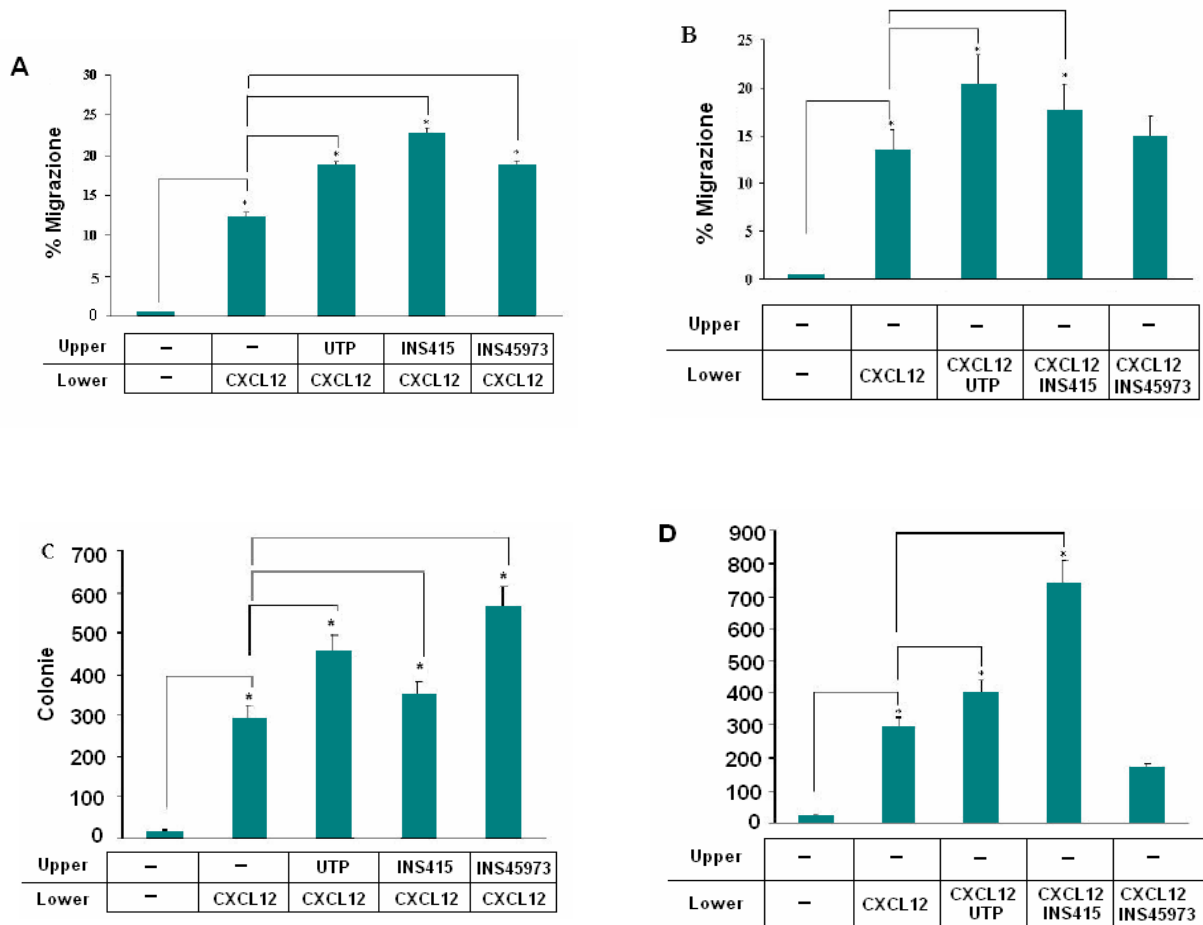 A
% Migrazione
30
25
20
15
10
5
0
* * * * *
Upper – – UTP INS415 INS45973
Lower – CXCL12 CXCL12 CXCL12 CXCL12
B
% Migrazione
25
20
15
10
5
0
* * *
Upper – – – – –
Lower – CXCL12 CXCL12 UTP CXCL12 INS415 CXCL12 INS45973
C
Colonie
700
600
500
400
300
200
100
0
* * * *
Upper – – UTP INS415 INS45973
Lower – CXCL12 CXCL12 CXCL12 CXCL12
D
900
800
700
600
500
400
300
200
100
0
* * *
Upper – – – – –
Lower – CXCL12 CXCL12 UTP CXCL12 INS415 CXCL12 INS45973